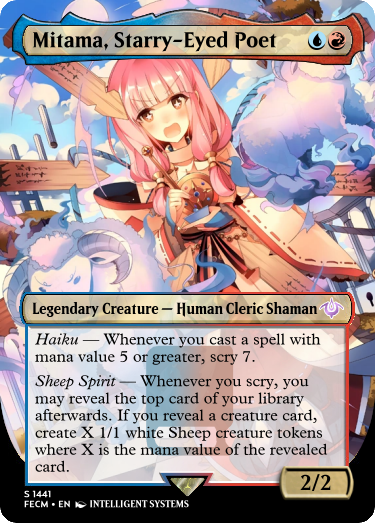 Mitama, Starry-Eyed Poet
Legendary Creature — Human Cleric Shaman
Haiku — Whenever you cast a spell with
mana value 5 or greater, scry 7.
Sheep Spirit — Whenever you scry, you
may reveal the top card of your library
afterwards. If you reveal a creature card,
create X 1/1 white Sheep creature tokens
where X is the mana value of the revealed
card.
2/2
S 1441
FECM • EN INTELLIGENT SYSTEMS